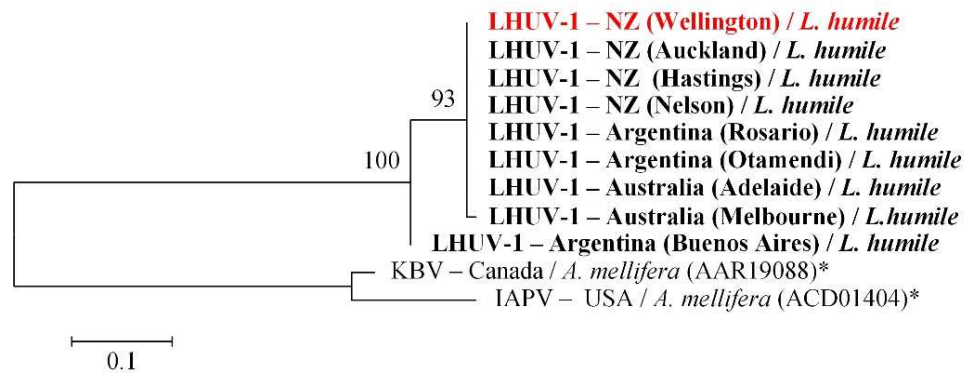 LHUV-1 – NZ (Wellington) / L. humile
LHUV-1 – NZ (Auckland) / L. humile
LHUV-1 – NZ (Hastings) / L. humile
LHUV-1 – NZ (Nelson) / L. humile
93
LHUV-1 – Argentina (Rosario) / L. humile
LHUV-1 – Argentina (Otamendi) / L. humile
100
LHUV-1 – Australia (Adelaide) / L. humile
LHUV-1 – Australia (Melbourne) / L.humile
LHUV-1 – Argentina (Buenos Aires) / L. humile
KBV – Canada / A. mellifera (AAR19088)*
IAPV – USA / A. mellifera (ACD01404)*
0.1